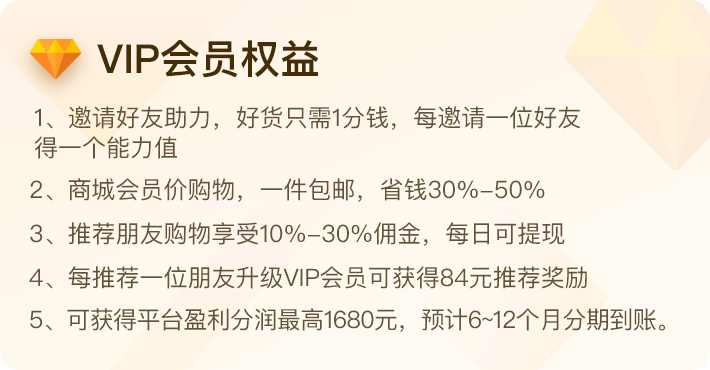 VIP会员权益
1、邀请好友助力，好货只需1分钱，每邀请一位好友
得一个能力值
2、商城会员价购物，一件包邮，省钱30%-50%
3、推荐朋友购物享受10%-30%佣金，每日可提现
4、每推荐一位朋友升级VIP会员可获得84元推荐奖励
5、可获得平台盈利分润最高1680元，预计6~12个月分期到账。